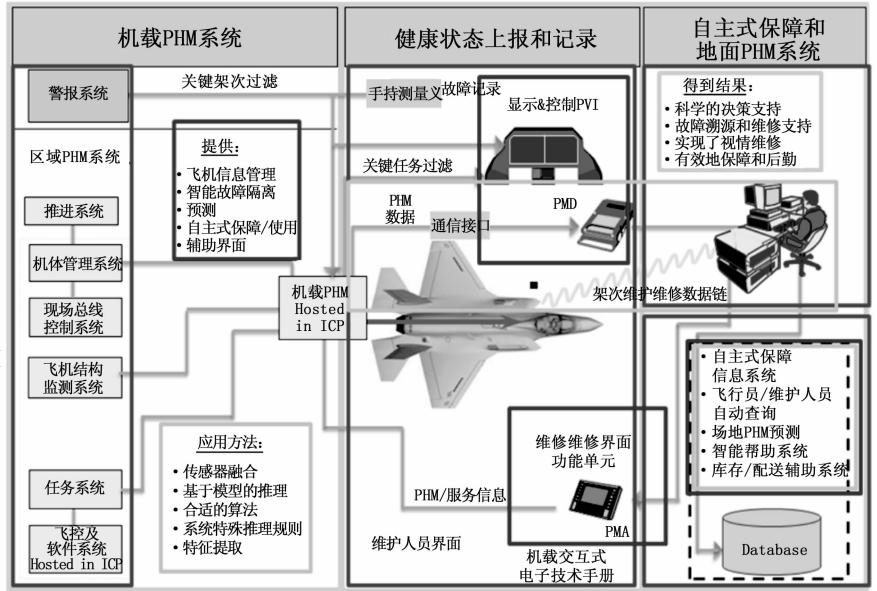 机载PHM系统
健康状态上报和记录
自主式保障和
地面PHM系统
警报系统
关键架次过滤
手持测量义
故障记录
区域PHM系统
推进系统
机体管理系统
现场总线
控制系统
飞机结构
监测系统
任务系统
飞控及
软件系统
Hosted in ICP
提供：
• 飞机信息管理
• 智能故障隔离
• 预测
• 自主式保障/使用
• 辅助界面
应用方法：
• 传感器融合
• 基于模型的推理
• 合适的算法
• 系统特殊推理规则
• 特征提取
机载PHM
Hosted
in ICP
显示&控制PVI
关键任务过滤
PHM
数据
通信接口
PMD
架次维护维修数据链
PHM/服务信息
维护人员界面
维修维修界面
功能单元
PMA
机载交互式
电子技术手册
得到结果：
• 科学的决策支持
• 故障溯源和维修支持
• 实现了视情维修
• 有效地保障和后勤
• 自主式保障
信息系统
• 飞行员/维护人员
自动查询
• 场地PHM预测
• 智能帮助系统
• 库存/配送辅助系统
Database